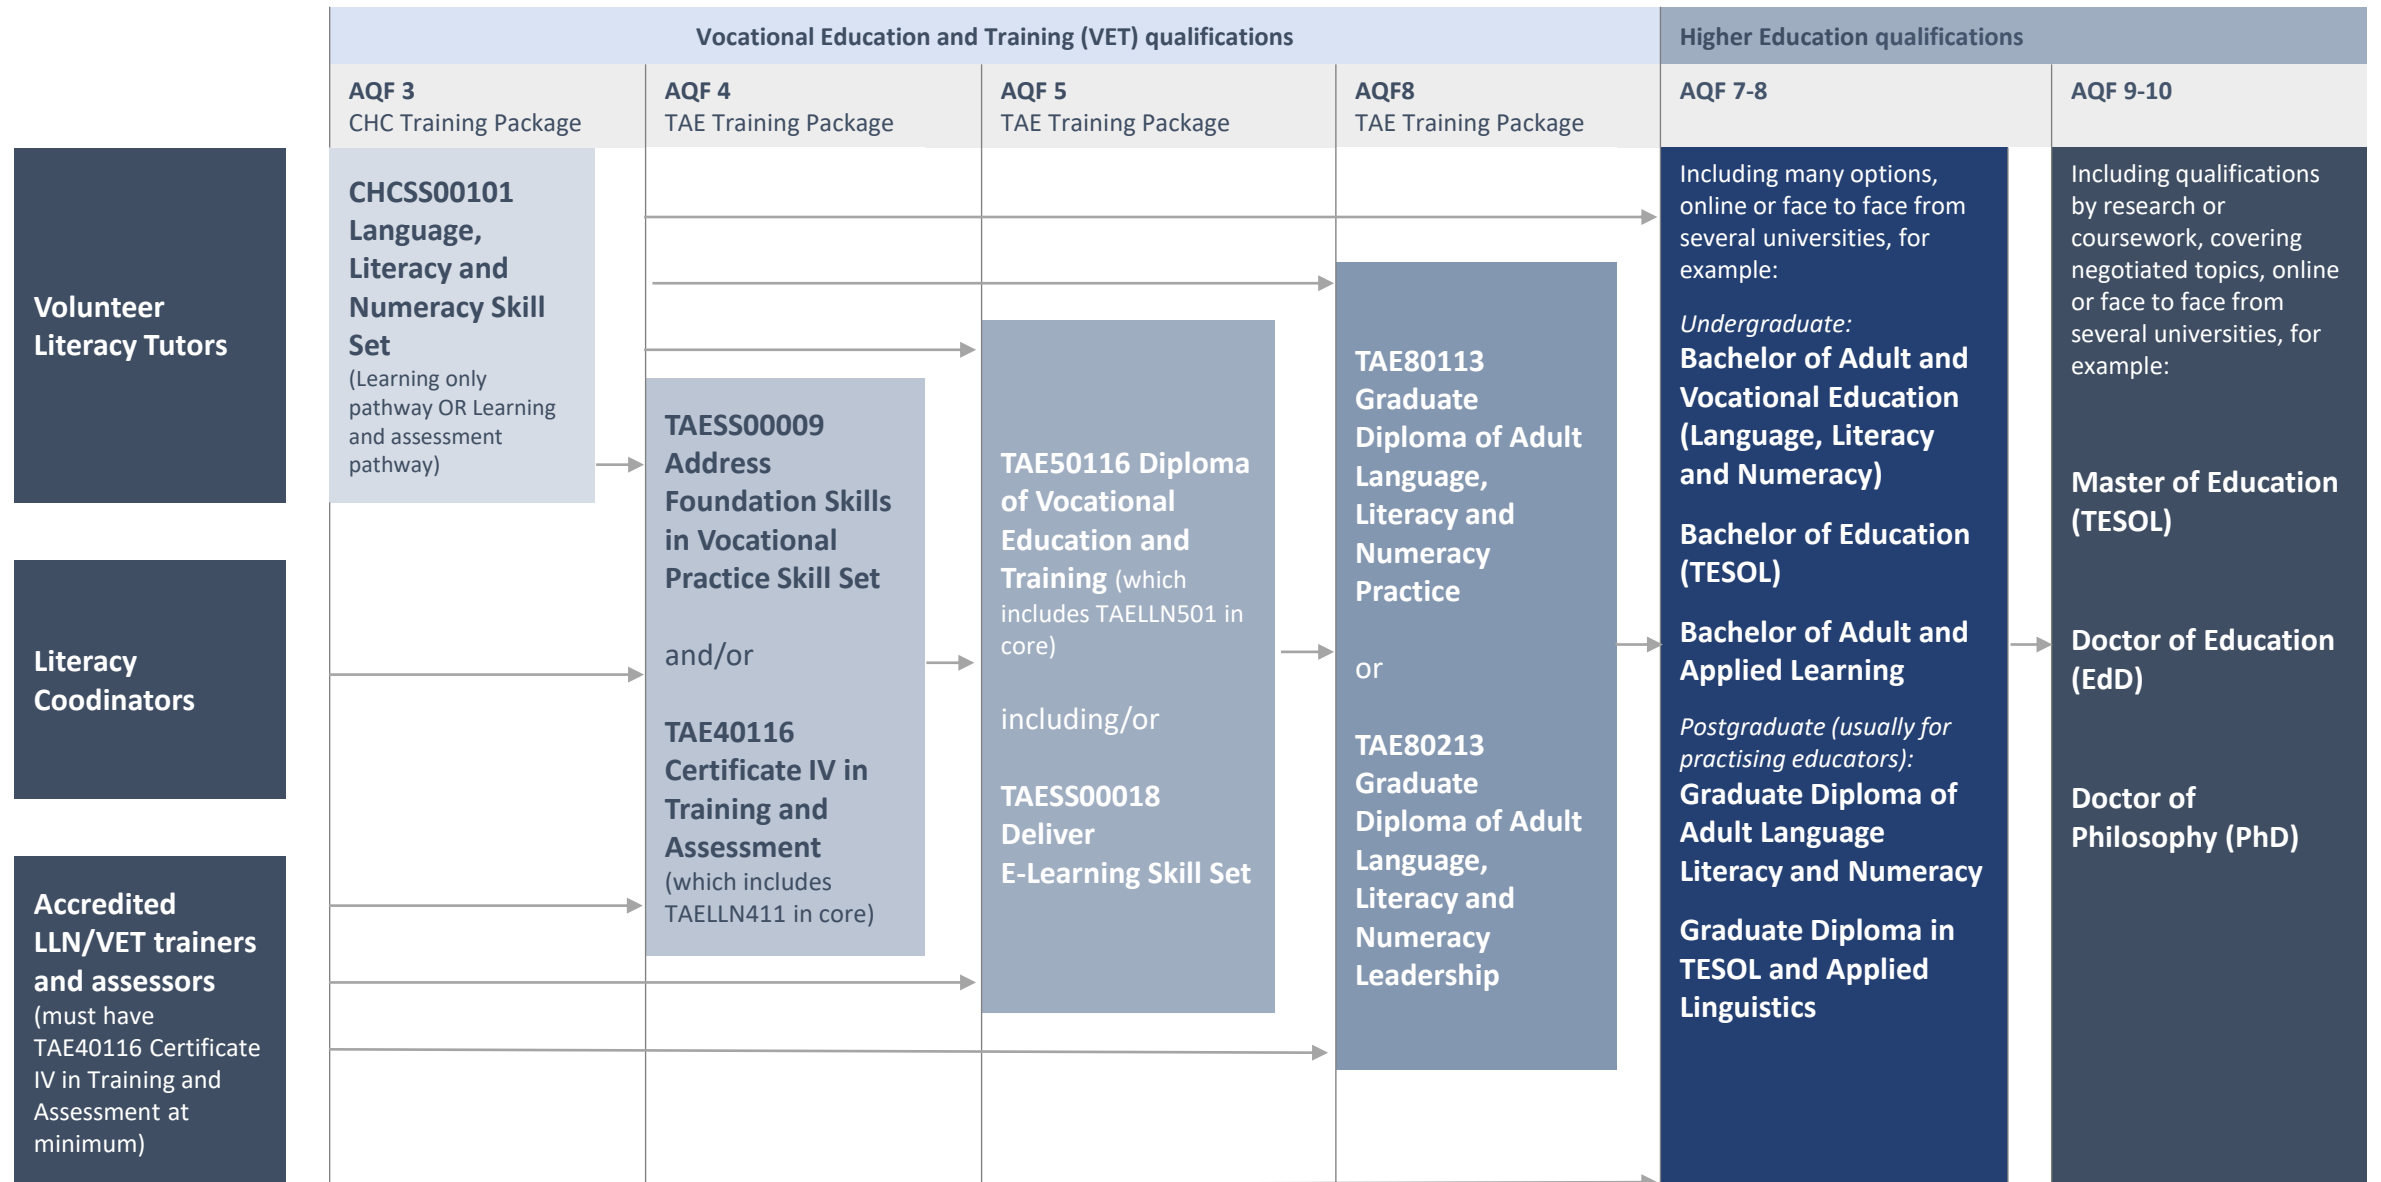 Vocational Education and Training (VET) qualifications
Higher Education qualifications
AQF 3
CHC Training Package
AQF 4
TAE Training Package
AQF 5
TAE Training Package
AQF8
TAE Training Package
AQF 7-8
AQF 9-10
Volunteer
Literacy Tutors
Literacy
Coodinators
Accredited
LLN/VET trainers
and assessors
(must have
TAE40116 Certificate
IV in Training and
Assessment at
minimum)
CHCSS00101
Language,
Literacy and
Numeracy Skill
Set
(Learning only
pathway OR Learning
and assessment
pathway)
TAESS00009
Address
Foundation Skills
in Vocational
Practice Skill Set
and/or
TAE40116
Certificate IV in
Training and
Assessment
(which includes
TAELLN411 in core)
TAE50116 Diploma
of Vocational
Education and
Training (which
includes TAELLN501 in
core)
including/or
TAESS00018
Deliver
E-Learning Skill Set
TAE80113
Graduate
Diploma of Adult
Language,
Literacy and
Numeracy
Practice
or
TAE80213
Graduate
Diploma of Adult
Language,
Literacy and
Numeracy
Leadership
Including many options,
online or face to face from
several universities, for
example:
Undergraduate:
Bachelor of Adult and
Vocational Education
(Language, Literacy
and Numeracy)
Bachelor of Education
(TESOL)
Bachelor of Adult and
Applied Learning
Postgraduate (usually for
practising educators):
Graduate Diploma of
Adult Language
Literacy and Numeracy
Graduate Diploma in
TESOL and Applied
Linguistics
Including qualifications
by research or
coursework, covering
negotiated topics, online
or face to face from
several universities, for
example:
Master of Education
(TESOL)
Doctor of Education
(EdD)
Doctor of
Philosophy (PhD)